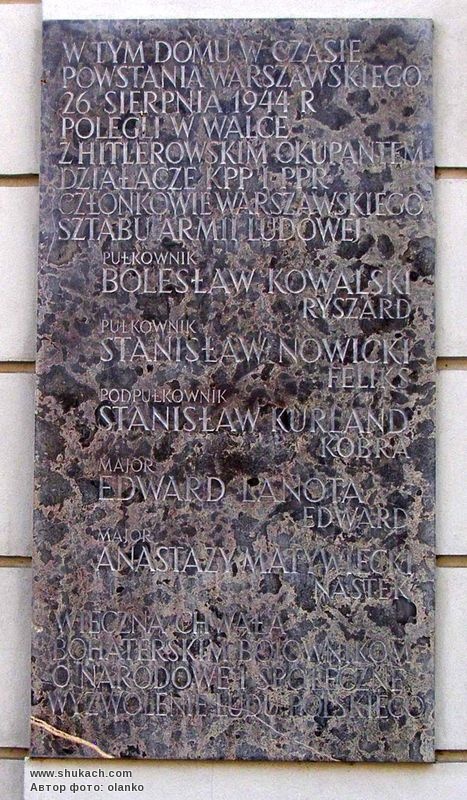 W TYM DOMU W CZASIE
POWSTANIA WARSZAWSKIEGO
26 SIERPNIA 1944 R
POLEGLI W WALCE
Z HITLEROWSKIM OKUPANTEM
DZIAŁACZE KPP I PPR
CZŁONKOWIE WARSZAWSKIEGO
SZTABU ARMII LUDOWEJ
PUŁKOWNIK
BOLESŁAW KOWALSKI
RYSZARD
PUŁKOWNIK
STANISŁAW NOWICKI
FELIKS
PODPUŁKOWNIK
STANISŁAW KURLAND
KOBRA
MAJOR
EDWARD LANOTA
EDWARD
MAJOR
ANASTAZY MATYWIECKI
NASTEK
WIECZNA CHWAŁA
BOHATERSKIM BOJOWNIKOM
O NARODOWE I SPOŁECZNE
WYZWOLENIE LUDU POLSKIEGO
www.shukach.com
Автор фото: olanko